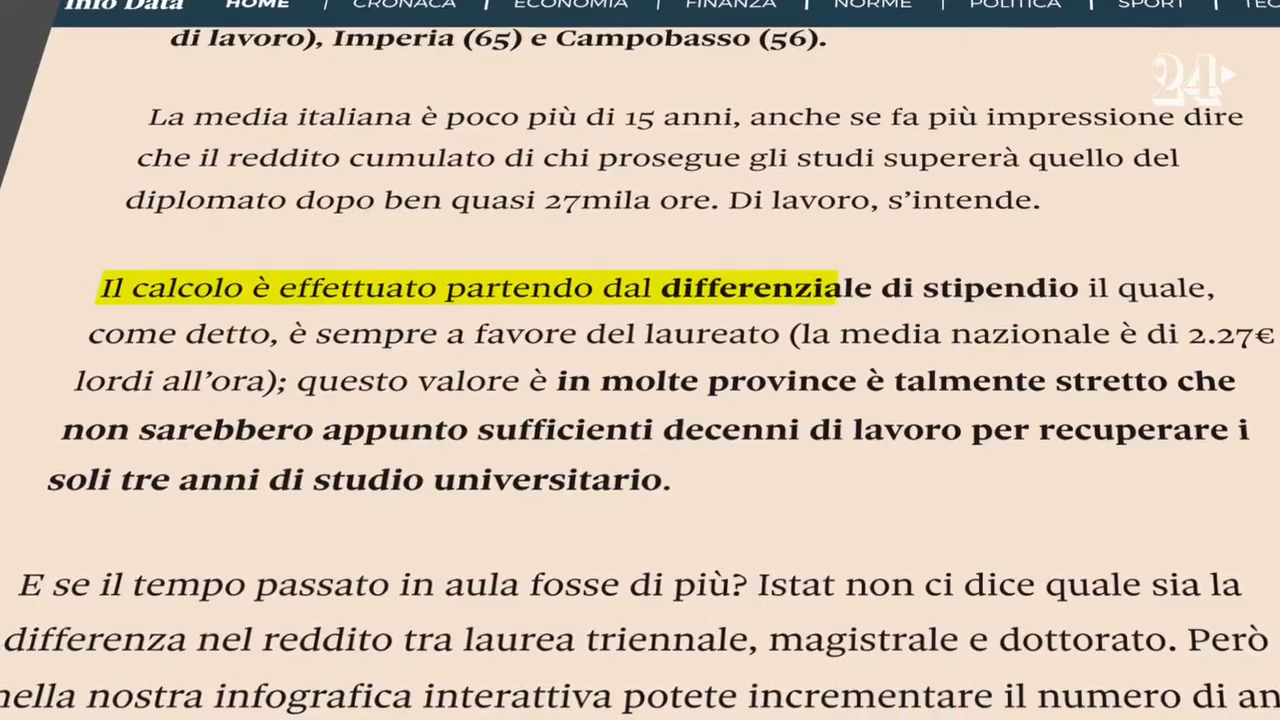 Info Data HOME | CRONACA | ECONOMIA | FINANZA | NORME | POLITICA | SPORT |
di lavoro), Imperia (65) e Campobasso (56).
24
La media italiana è poco più di 15 anni, anche se fa più impressione dire
che il reddito cumulato di chi prosegue gli studi supererà quello del
diplomato dopo ben quasi 27mila ore. Di lavoro, s'intende.
Il calcolo è effettuato partendo dal differenziale di stipendio il quale,
come detto, è sempre a favore del laureato (la media nazionale è di 2.27€
lordi all'ora); questo valore è in molte province è talmente stretto che
non sarebbero appunto sufficienti decenni di lavoro per recuperare i
soli tre anni di studio universitario.
E se il tempo passato in aula fosse di più? Istat non ci dice quale sia la
differenza nel reddito tra laurea triennale, magistrale e dottorato. Però
nella nostra infografica interattiva potete incrementare il numero di an